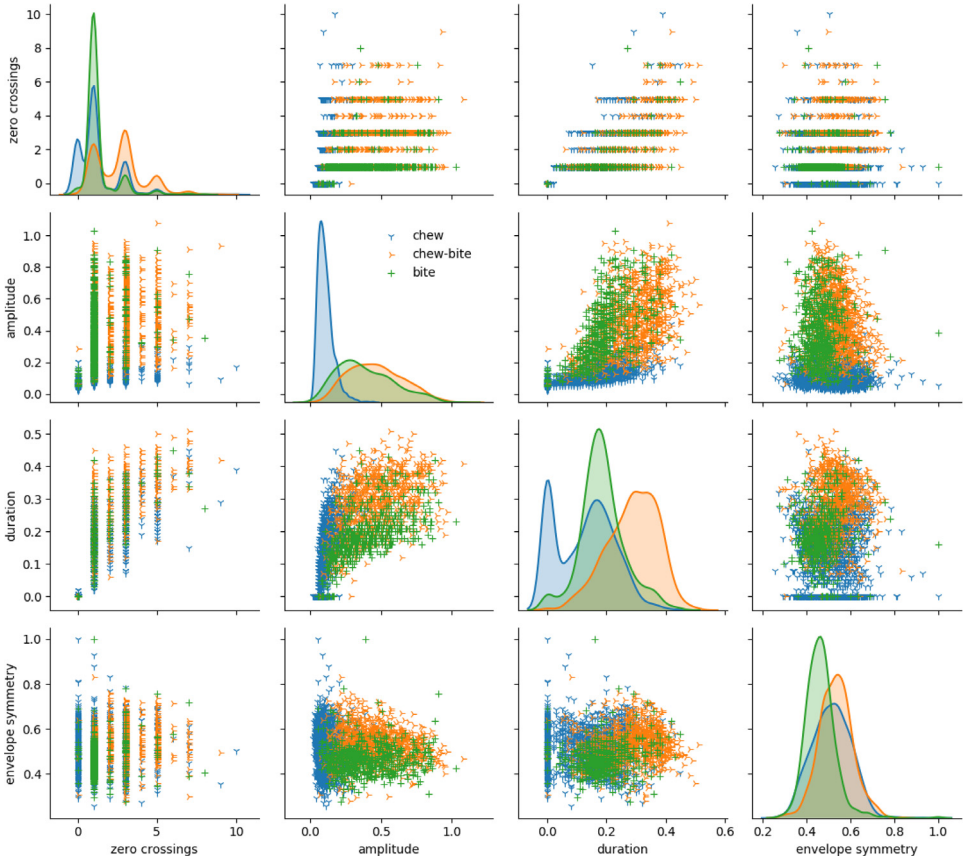 zero crossings
10
8
6
4
2
0
amplitude
1.0
0.8
0.6
0.4
0.2
0.0
chew
chew-bite
bite
duration
0.5
0.4
0.3
0.2
0.1
0.0
envelope symmetry
1.0
0.8
0.6
0.4
0 5 10
0.0 0.5 1.0
0.0 0.2 0.4 0.6
0.2 0.4 0.6 0.8 1.0
zero crossings
amplitude
duration
envelope symmetry